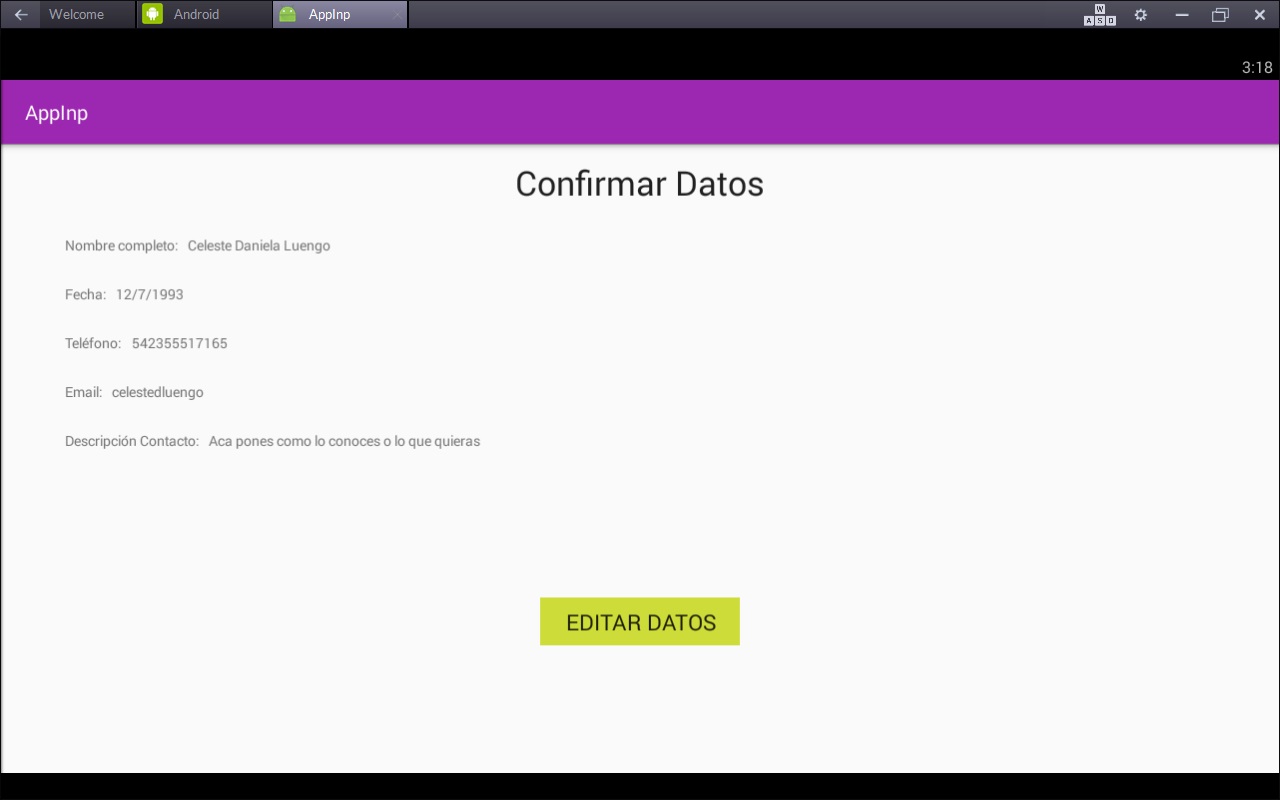 Welcome Android AppInp
W
A S D
3:18
AppInp
Confirmar Datos
Nombre completo: Celeste Daniela Luengo
Fecha: 12/7/1993
Teléfono: 542355517165
Email: celestedluengo
Descripción Contacto: Aca pones como lo conoces o lo que quieras
EDITAR DATOS